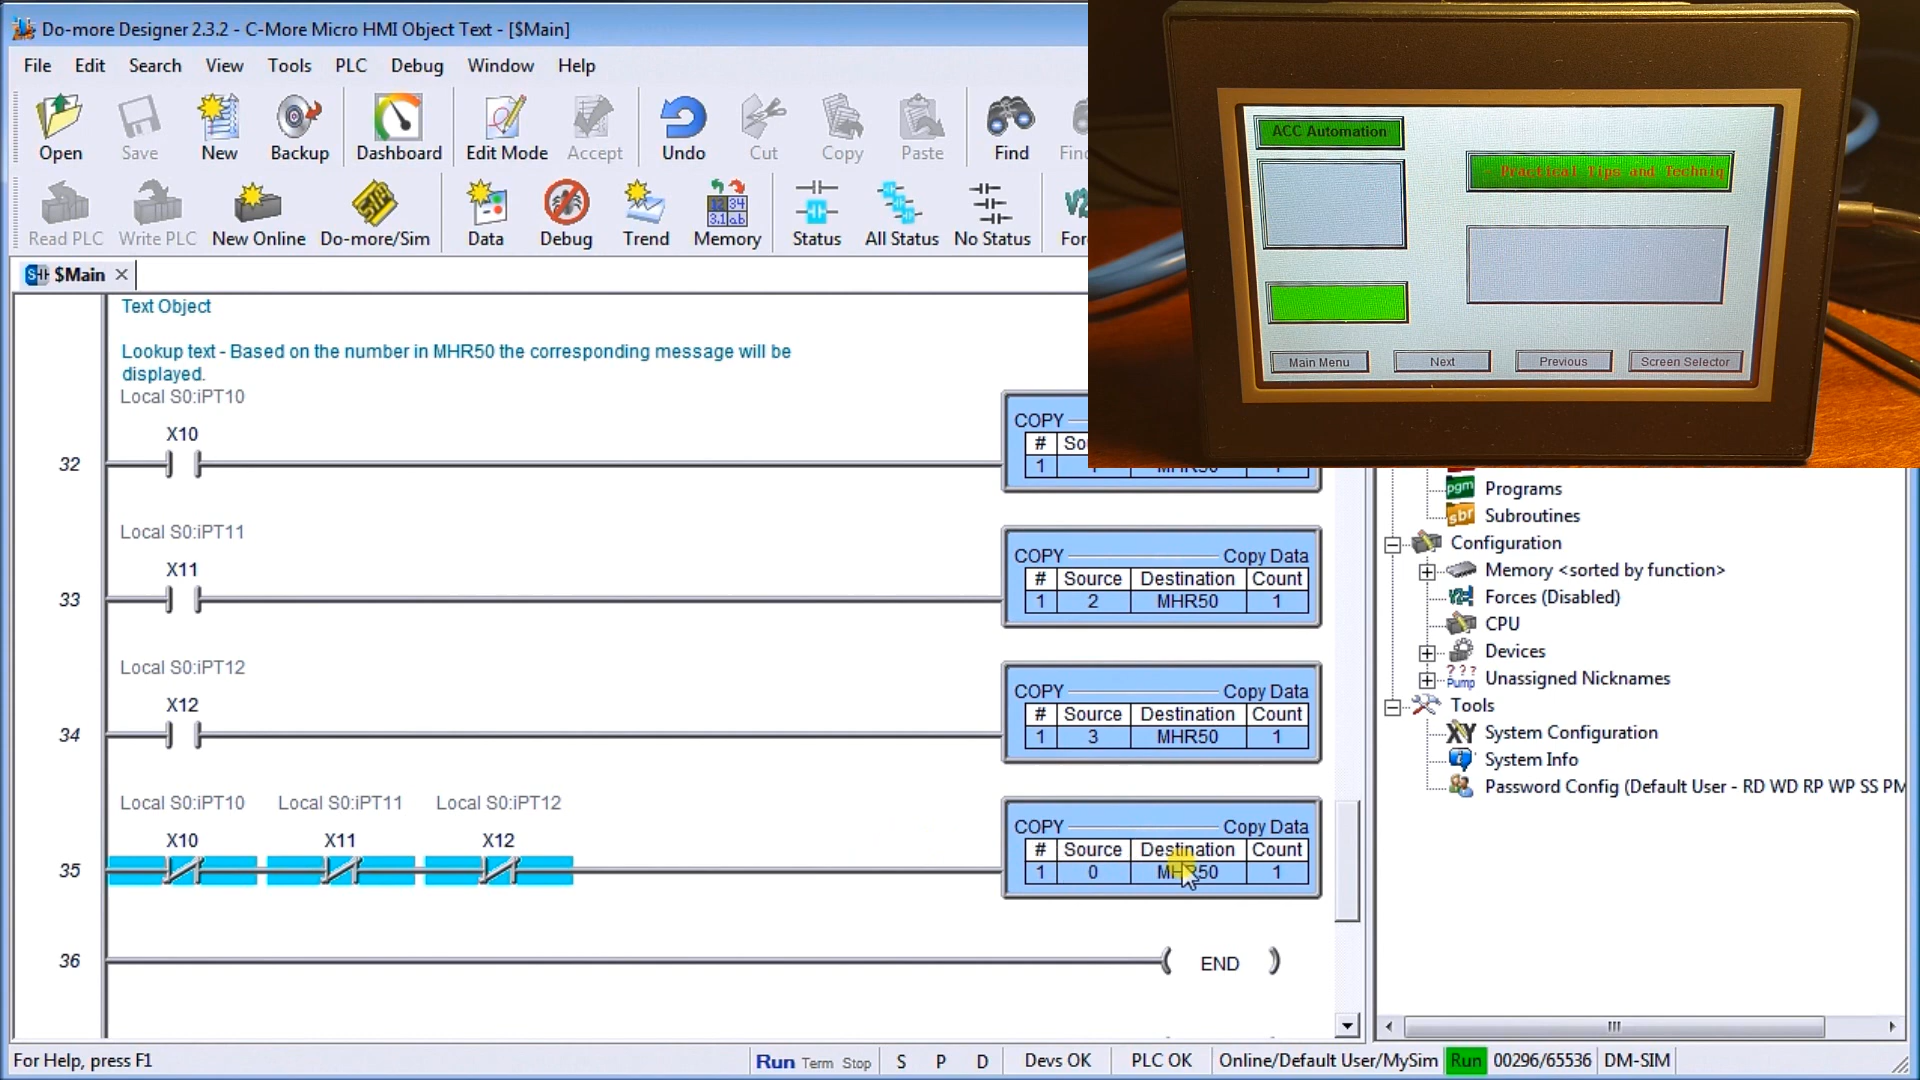 Do-more Designer 2.3.2 - C-More Micro HMI Object Text - [$Main]
File Edit Search View Tools PLC Debug Window Help
Open Save New Backup Dashboard Edit Mode Accept Undo Cut Copy Paste Find
Read PLC Write PLC New Online Do-more/Sim Data Debug Trend Memory Status All Status No Status
$Main
Text Object
Lookup text - Based on the number in MHR50 the corresponding message will be
displayed.
Local S0:iPT10
X10
32
COPY
#
1 MHR50 1
Local S0:iPT11
X11
33
COPY Copy Data
# Source Destination Count
1 2 MHR50 1
Local S0:iPT12
X12
34
COPY Copy Data
# Source Destination Count
1 3 MHR50 1
Local S0:iPT10 Local S0:iPT11 Local S0:iPT12
X10 X11 X12
35
COPY Copy Data
# Source Destination Count
1 0 MHR50 1
36
END
ACC Automation
Practical Tips and Techniq
Main Menu Next Previous Screen Selector
Programs
Subroutines
Configuration
Memory <sorted by function>
Forces (Disabled)
CPU
Devices
Unassigned Nicknames
Tools
System Configuration
System Info
Password Config (Default User - RD WD RP WP SS PM
For Help, press F1
Run Term Stop S P D Devs OK PLC OK Online/Default User/MySim Run 00296/65536 DM-SIM